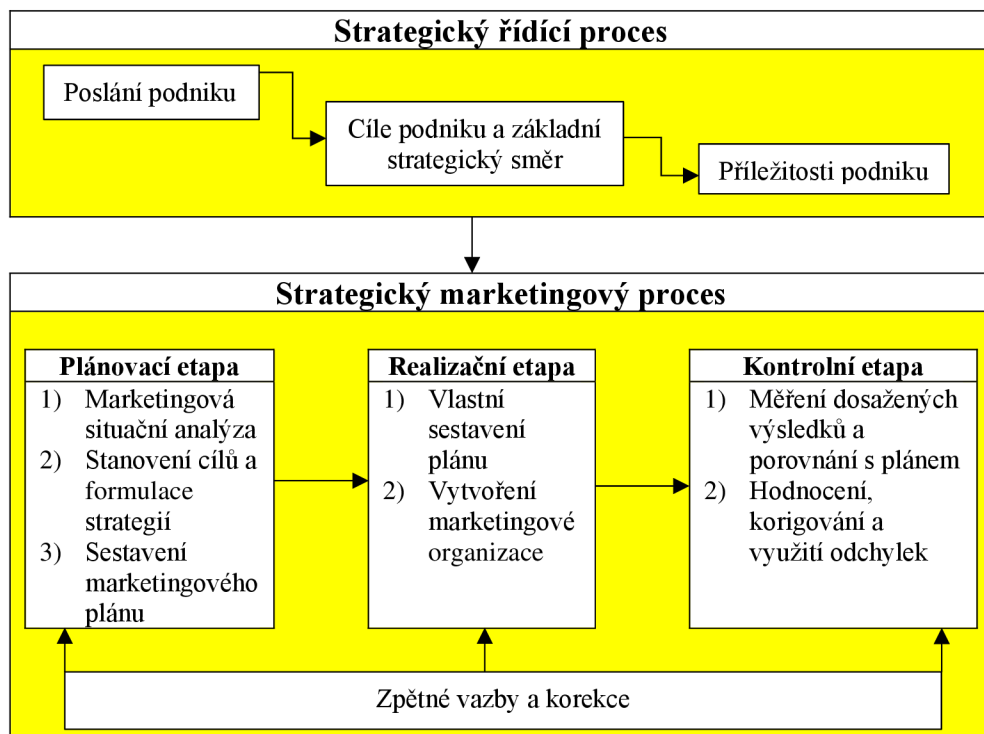 Strategický řídící proces
Poslání podniku
Cíle podniku a základní
strategický směr
Příležitosti podniku
Strategický marketingový proces
Plánovací etapa
1) Marketingová
situační analýza
2) Stanovení cílů a
formulace
strategií
3) Sestavení
marketingového
plánu
Realizační etapa
1) Vlastní
sestavení
plánu
2) Vytvoření
marketingové
organizace
Kontrolní etapa
1) Měření dosažených
výsledků a
porovnání s plánem
2) Hodnocení,
korigování a
využití odchylek
Zpětné vazby a korekce